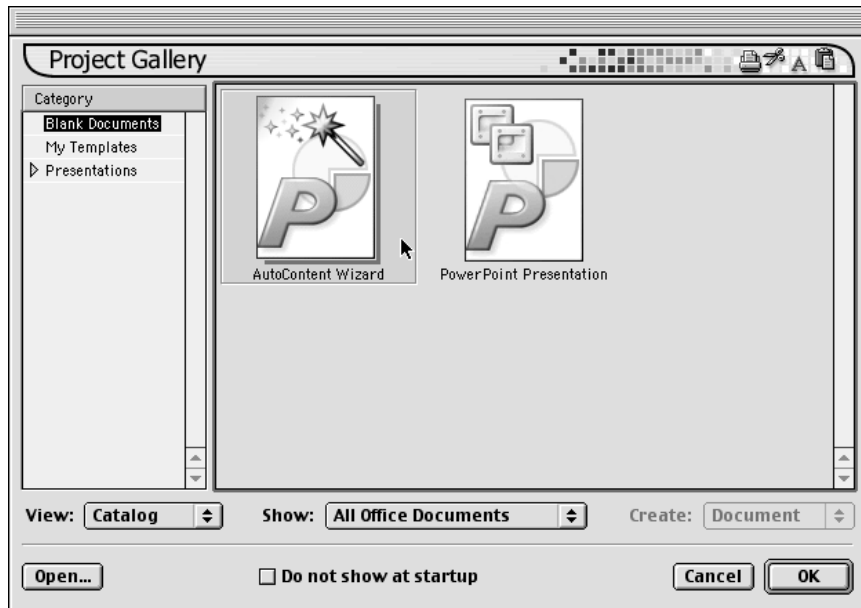 Project Gallery
Category
Blank Documents
My Templates
Presentations
AutoContent Wizard
PowerPoint Presentation
View: Catalog
Show: All Office Documents
Create: Document
Open...
Do not show at startup
Cancel
OK